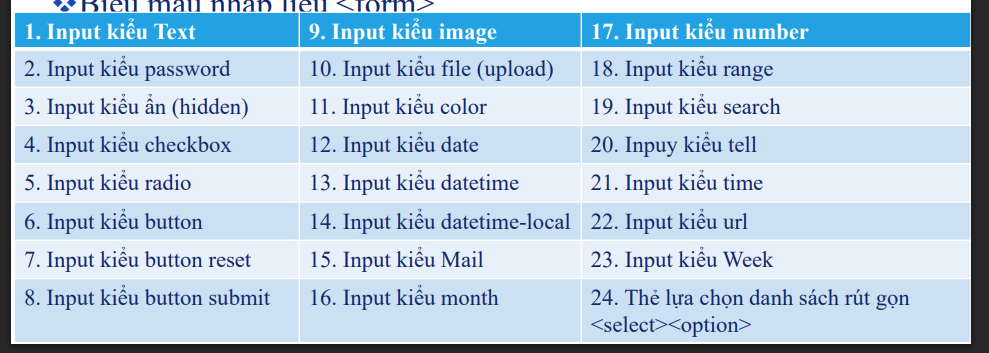 ❖Biểu mẫu nhập liệu <form>
1. Input kiểu Text
9. Input kiểu image
17. Input kiểu number
2. Input kiểu password
10. Input kiểu file (upload)
18. Input kiểu range
3. Input kiểu ẩn (hidden)
11. Input kiểu color
19. Input kiểu search
4. Input kiểu checkbox
12. Input kiểu date
20. Inpuy kiểu tell
5. Input kiểu radio
13. Input kiểu datetime
21. Input kiểu time
6. Input kiểu button
14. Input kiểu datetime-local
22. Input kiểu url
7. Input kiểu button reset
15. Input kiểu Mail
23. Input kiểu Week
8. Input kiểu button submit
16. Input kiểu month
24. Thẻ lựa chọn danh sách rút gọn
<select><option>